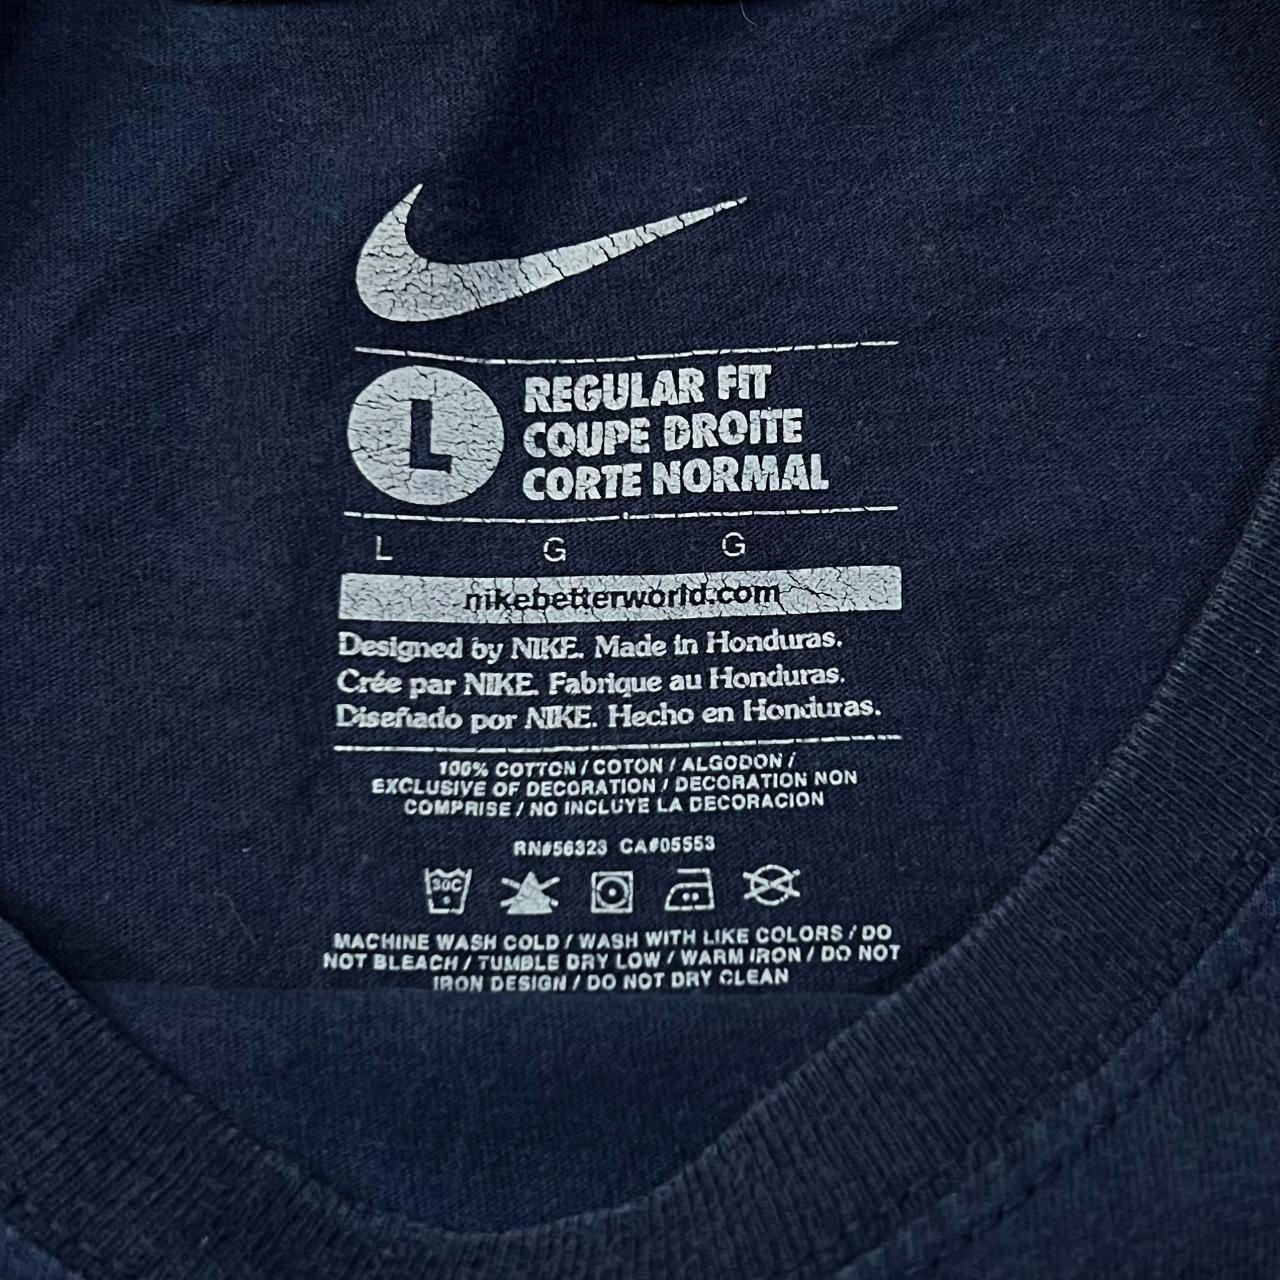 L
REGULAR FIT
COUPE DROITE
CORTE NORMAL
L G G
nikebetterworld.com
Designed by NIKE. Made in Honduras.
Crée par NIKE. Fabrique au Honduras.
Diseñado por NIKE. Hecho en Honduras.
100% COTTON / COTON / ALGODON /
EXCLUSIVE OF DECORATION / DECORATION NON
COMPRISE / NO INCLUYE LA DECORACION
RN#56323 CA#05553
30C
MACHINE WASH COLD / WASH WITH LIKE COLORS / DO
NOT BLEACH / TUMBLE DRY LOW / WARM IRON / DO NOT
IRON DESIGN / DO NOT DRY CLEAN